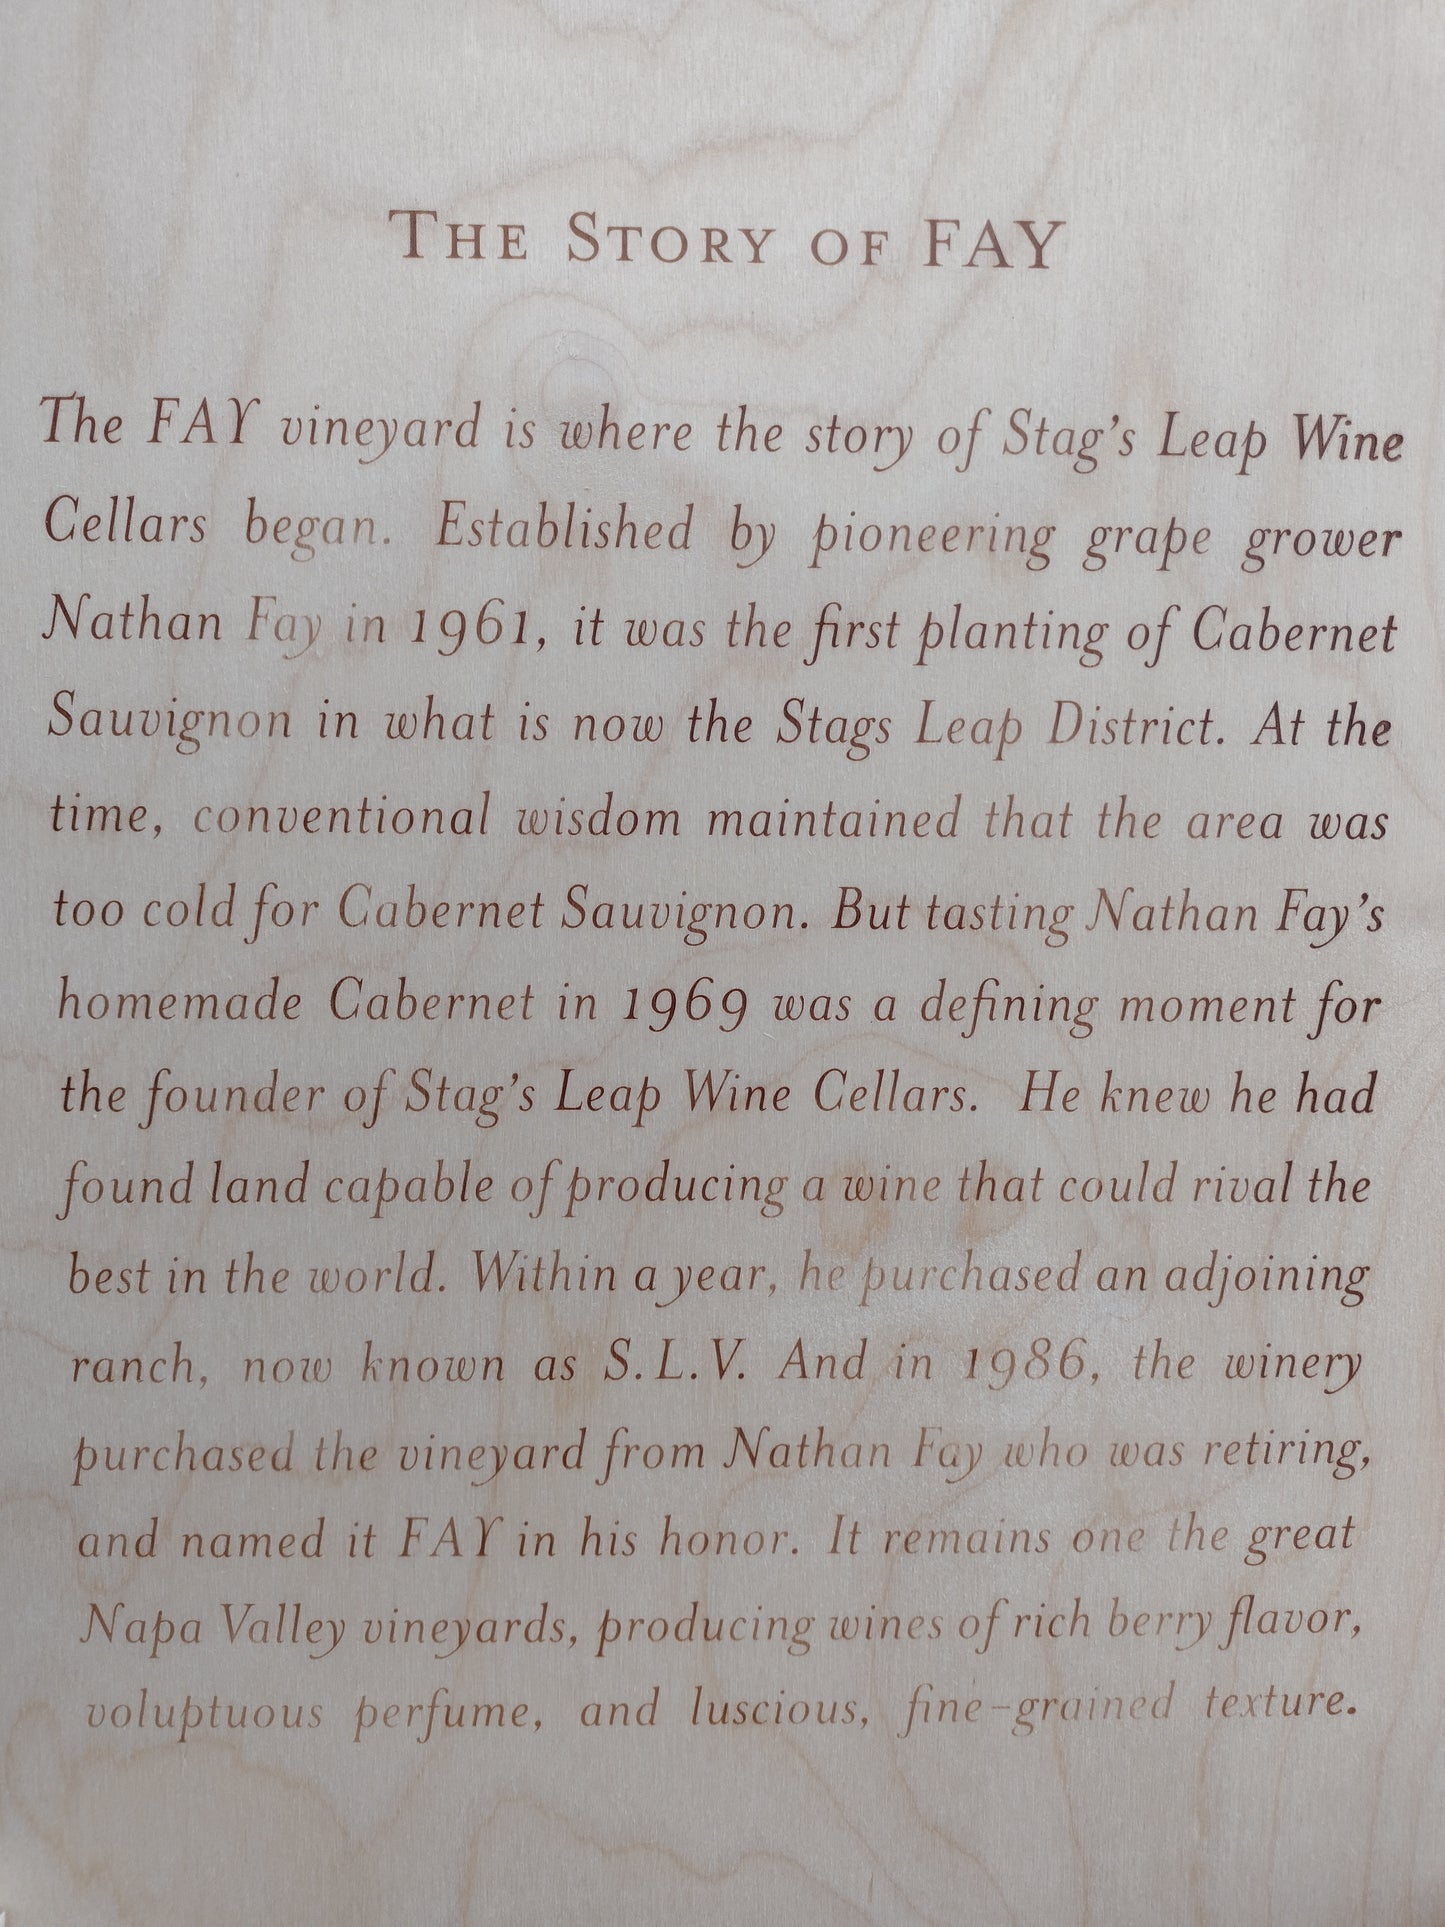 THE STORY OF FAY
The FAY vineyard is where the story of Stag's Leap Wine
Cellars began. Established by pioneering grape grower
Nathan Fay in 1961, it was the first planting of Cabernet
Sauvignon in what is now the Stags Leap District. At the
time, conventional wisdom maintained that the area was
too cold for Cabernet Sauvignon. But tasting Nathan Fay's
homemade Cabernet in 1969 was a defining moment for
the founder of Stag's Leap Wine Cellars. He knew he had
found land capable of producing a wine that could rival the
best in the world. Within a year, he purchased an adjoining
ranch, now known as S.L.V. And in 1986, the winery
purchased the vineyard from Nathan Fay who was retiring,
and named it FAY in his honor. It remains one the great
Napa Valley vineyards, producing wines of rich berry flavor,
voluptuous perfume, and luscious, fine-grained texture.